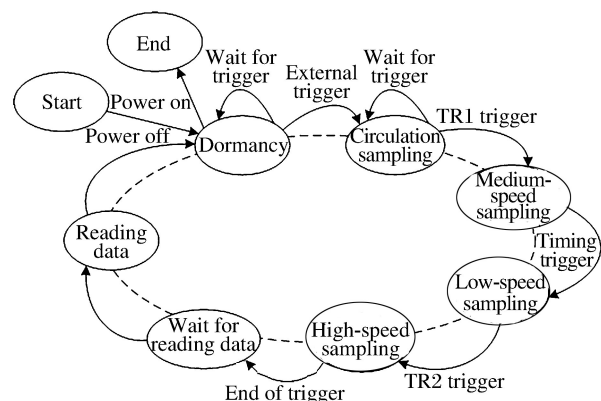 End
Wait for
trigger
External
trigger
Wait for
trigger
Start
Power on
Power off
Dormancy
Circulation
sampling
TR1 trigger
Medium-
speed
sampling
Timing
trigger
Reading
data
Low-speed
sampling
Wait for
reading data
High-speed
sampling
TR2 trigger
End of trigger